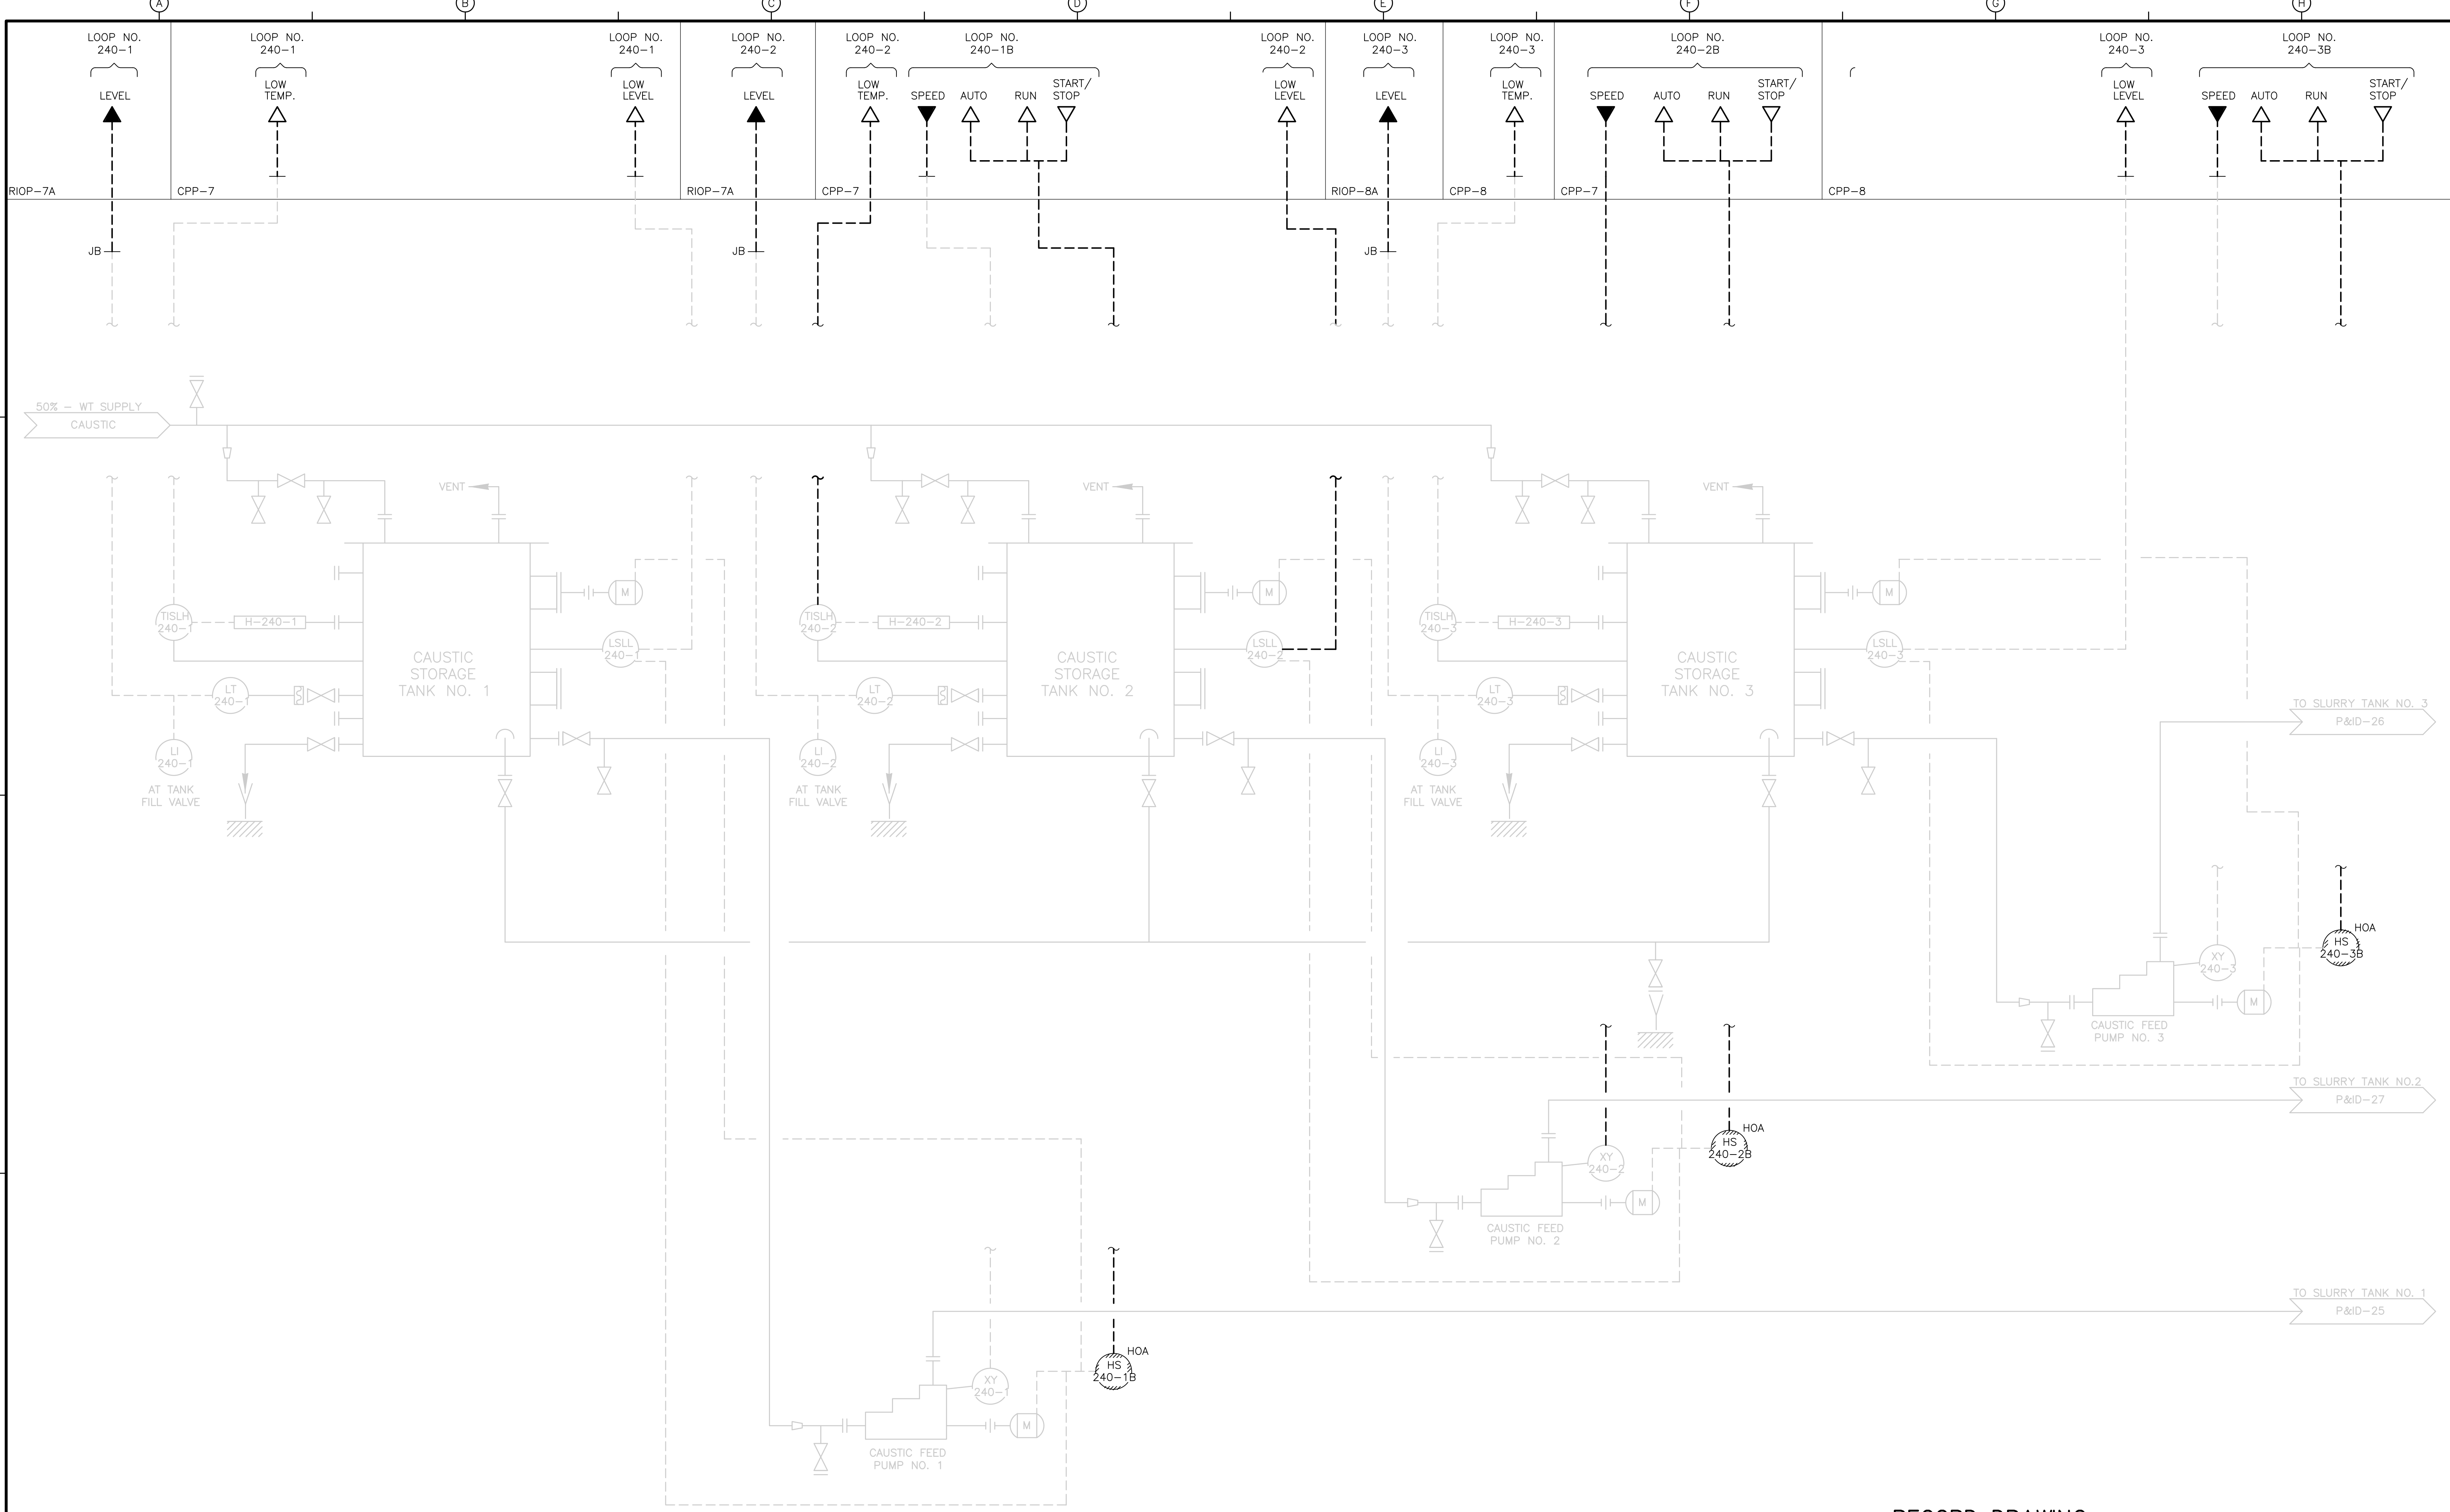 A
B
C
D
E
F
G
H
LOOP NO.
240-1
LOOP NO.
240-1
LOOP NO.
240-1
LOOP NO.
240-2
LOOP NO.
240-2
LOOP NO.
240-1B
LOOP NO.
240-2
LOOP NO.
240-3
LOOP NO.
240-3
LOOP NO.
240-2B
LOOP NO.
240-3
LOOP NO.
240-3B
LEVEL
LOW
TEMP.
LOW
LEVEL
LEVEL
LOW
TEMP.
SPEED
AUTO
RUN
START/
STOP
LOW
LEVEL
LEVEL
LOW
TEMP.
SPEED
AUTO
RUN
START/
STOP
LOW
LEVEL
SPEED
AUTO
RUN
START/
STOP
RIOP-7A
CPP-7
RIOP-7A
CPP-7
RIOP-8A
CPP-8
CPP-7
CPP-8
JB
JB
JB
50% - WT SUPPLY
CAUSTIC
VENT
VENT
VENT
M
M
M
TISLH
240-1
H-240-1
TISLH
240-2
H-240-2
TISLH
240-3
H-240-3
CAUSTIC
STORAGE
TANK NO. 1
LSLL
240-1
CAUSTIC
STORAGE
TANK NO. 2
LSLL
240-2
CAUSTIC
STORAGE
TANK NO. 3
LSLL
240-3
LT
240-1
LT
240-2
LT
240-3
LI
240-1
AT TANK
FILL VALVE
LI
240-2
AT TANK
FILL VALVE
LI
240-3
AT TANK
FILL VALVE
TO SLURRY TANK NO. 3
P&ID-26
HOA
HS
240-3B
XY
240-3
M
CAUSTIC FEED
PUMP NO. 3
TO SLURRY TANK NO.2
P&ID-27
HOA
HS
240-2B
XY
240-2
M
CAUSTIC FEED
PUMP NO. 2
TO SLURRY TANK NO. 1
P&ID-25
HOA
HS
240-1B
XY
240-1
M
CAUSTIC FEED
PUMP NO. 1
RECORD DRAWING